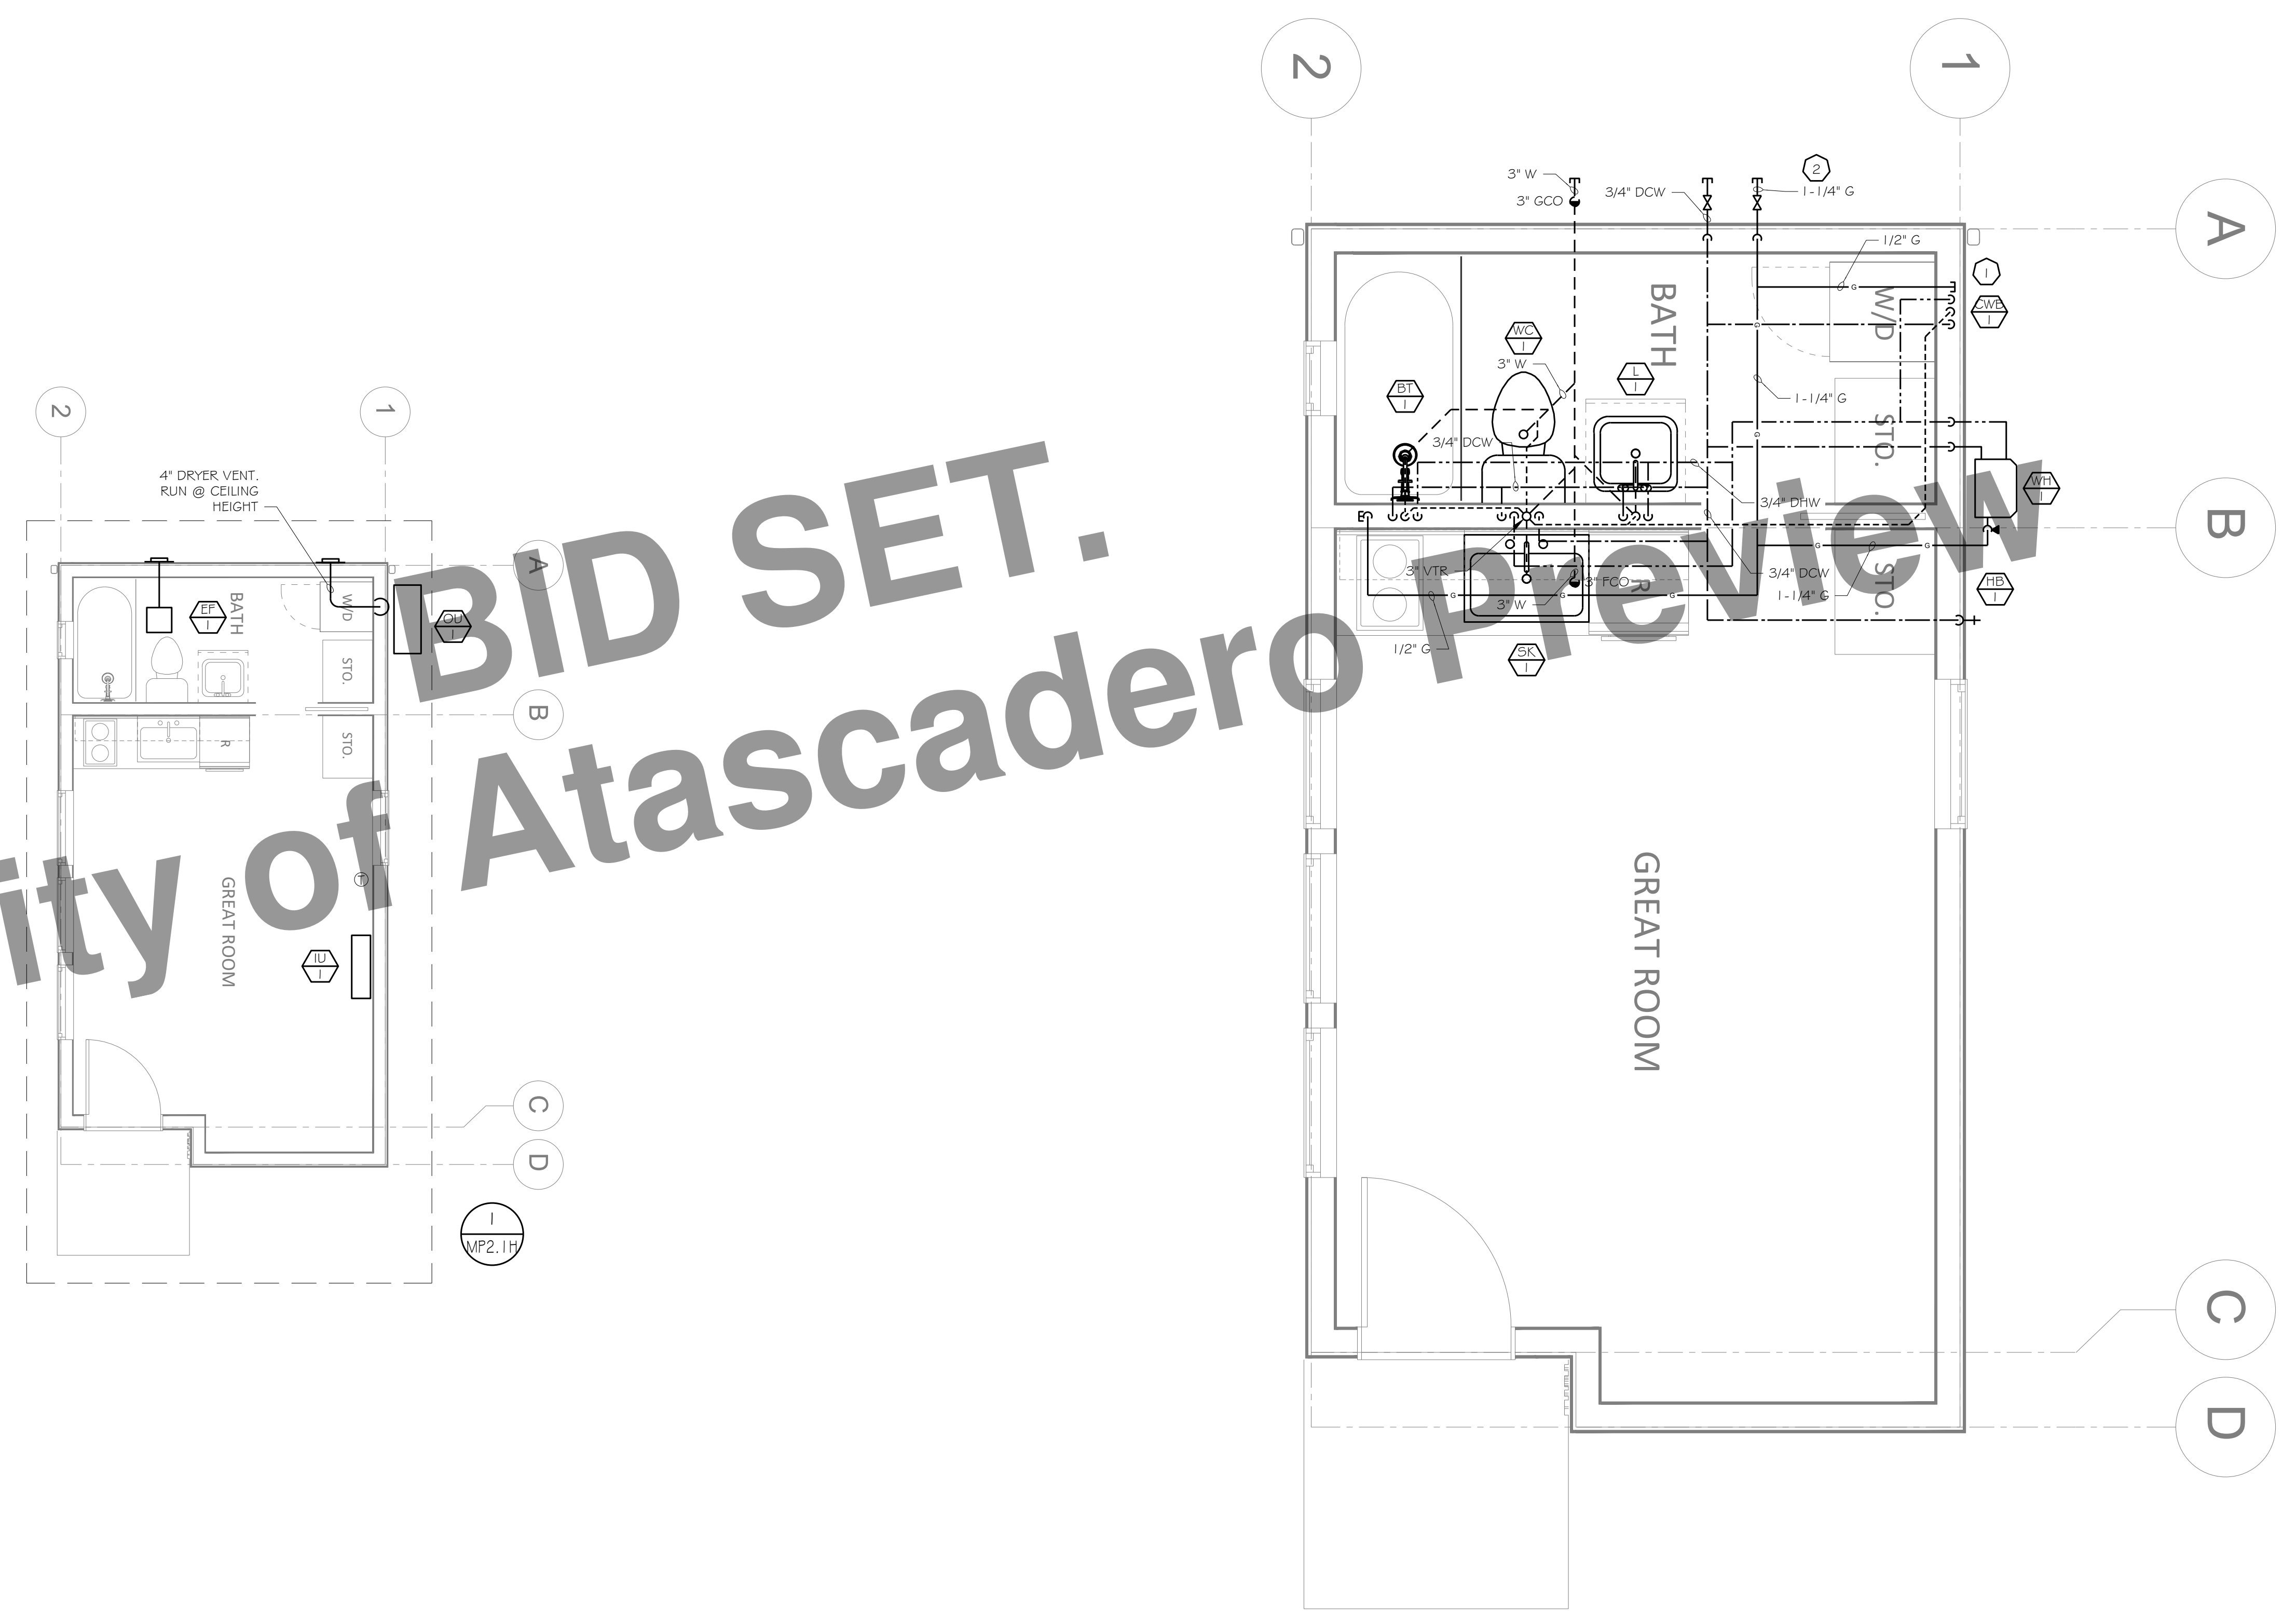 2
1
4" DRYER VENT.
RUN @ CEILING
HEIGHT
A
B
C
D
EF
1
BATH
W/D
OU
1
STO.
R
STO.
T
GREAT ROOM
IU
1
1
MP2.1H
BID SET.
ity of Atascadero Preview
2
1
A
B
C
D
3" W
3" GCO
3/4" DCW
2
1-1/4" G
1/2" G
G
1
CWB
1
W/D
BATH
WC
1
3" W
BT
1
L
1
G
1-1/4" G
3/4" DCW
G
STO.
WH
1
3/4" DHW
3" VTR
3" FCO
R
3/4" DCW
G
G
1-1/4" G
STO.
HB
1
G
3" W
G
G
1/2" G
SK
1
GREAT ROOM